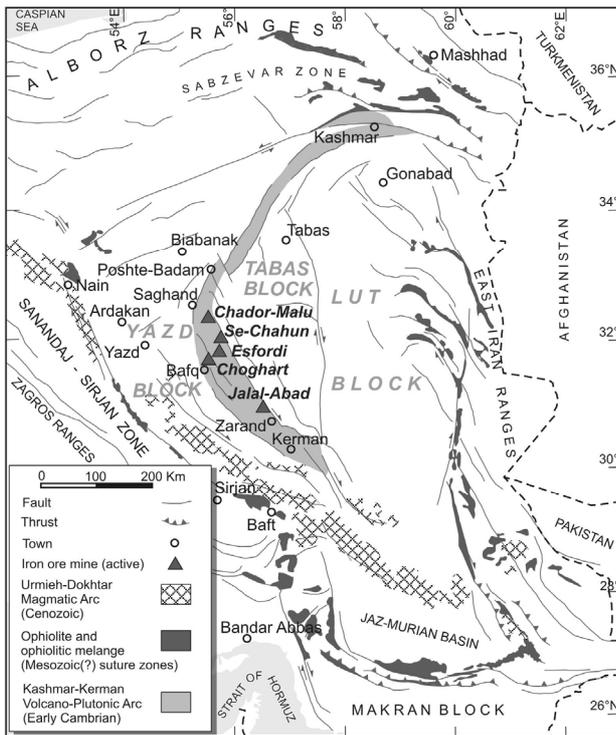 CASPIAN
SEA
54°E
56°
58°
60°
62°E
ALBORZ RANGES
Mashhad
36°N
TURKMENISTAN
SABZEVAR ZONE
Kashmar
Gonabad
34°N
Tabas
Biabanak
Poshte-Badam
TABAS
BLOCK
LUT
BLOCK
EAST IRAN RANGES
AFGHANISTAN
Nain
Saghand
Ardakan
Chador-Malu
Se-Chahun
32°
YAZD
BLOCK
Esfordi
Yazd
Choghart
Bafq
SANANDAJ - SIRJAN ZONE
Jalal-Abad
ZAGROS RANGES
Zarand
Kerman
30°
0 100 200 Km
Sirjan
Fault
Thrust
Baft
PAKISTAN
Town
Iron ore mine (active)
Urmieh-Dokhtar
Magmatic Arc
(Cenozoic)
28°
Ophiolite and
ophiolitic melange
(Mesozoic(?) suture zones)
Bandar Abbas
JAZ-MURIAN BASIN
Kashmar-Kerman
Volcano-Plutonic Arc
(Early Cambrian)
STRAIT OF
HORMUZ
MAKRAN BLOCK
26°N